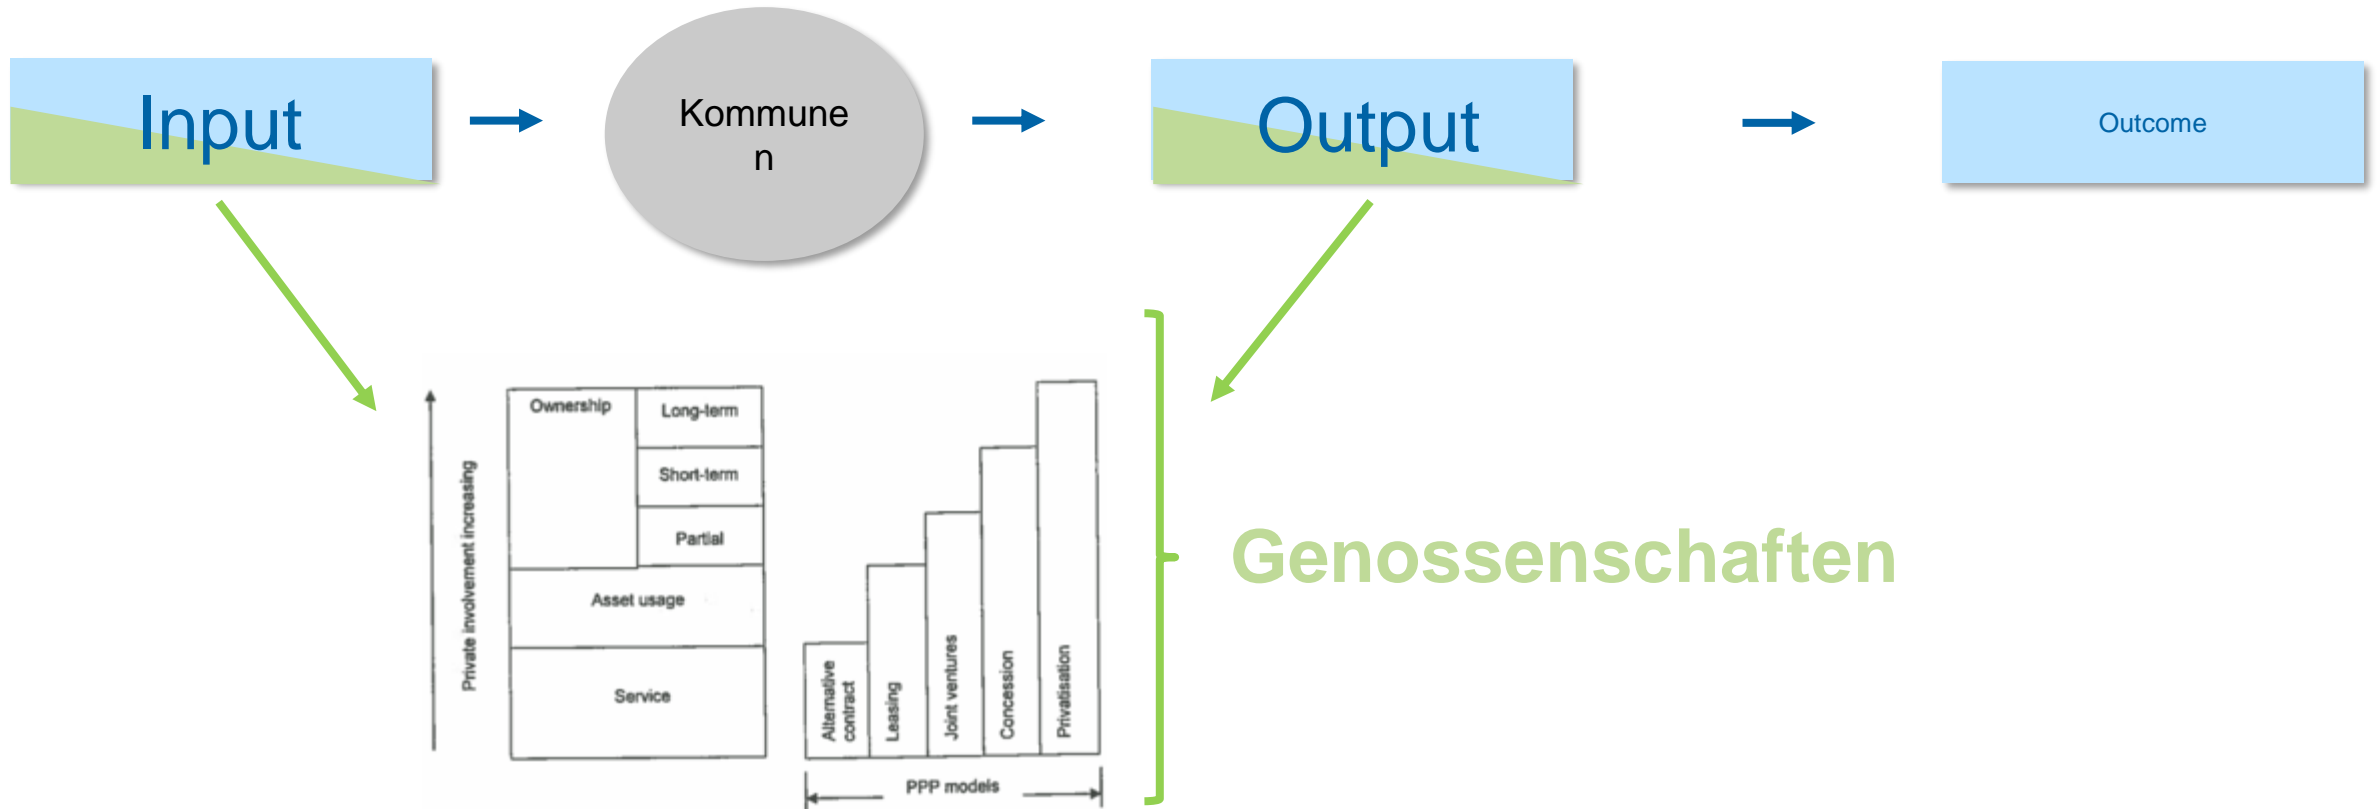 Input
Kommune
n
Output
Outcome
Private involvement increasing
Ownership
Long-term
Short-term
Partial
Asset usage
Service
Alternative
contract
Leasing
Joint ventures
Concession
Privatisation
PPP models
Genossenschaften